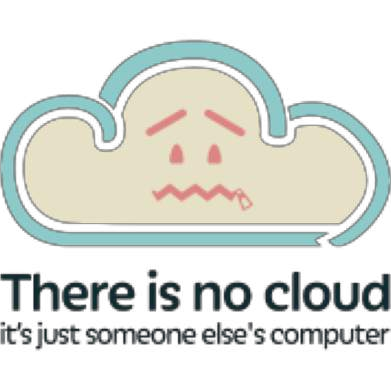 There is no cloud
it's just someone else's computer